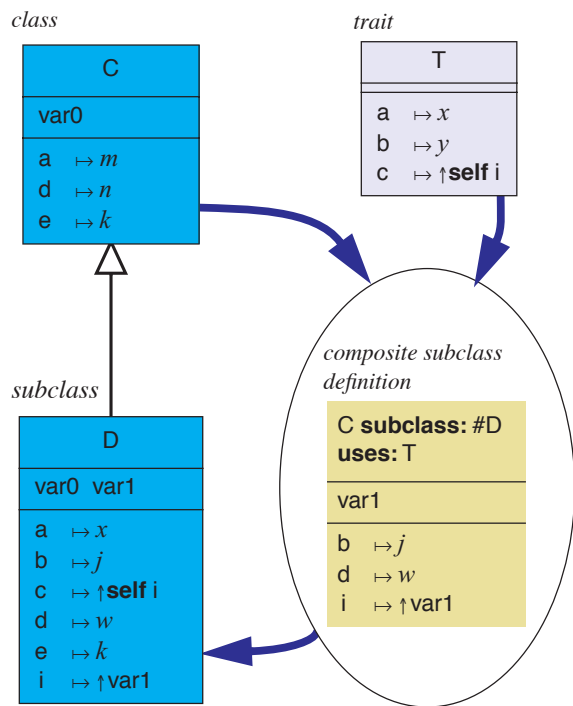 class
C
var0
a ↦ m
d ↦ n
e ↦ k
trait
T
a ↦ x
b ↦ y
c ↦ ↑self i
composite subclass
definition
C subclass: #D
uses: T
var1
b ↦ j
d ↦ w
i ↦ ↑var1
subclass
D
var0 var1
a ↦ x
b ↦ j
c ↦ ↑self i
d ↦ w
e ↦ k
i ↦ ↑var1